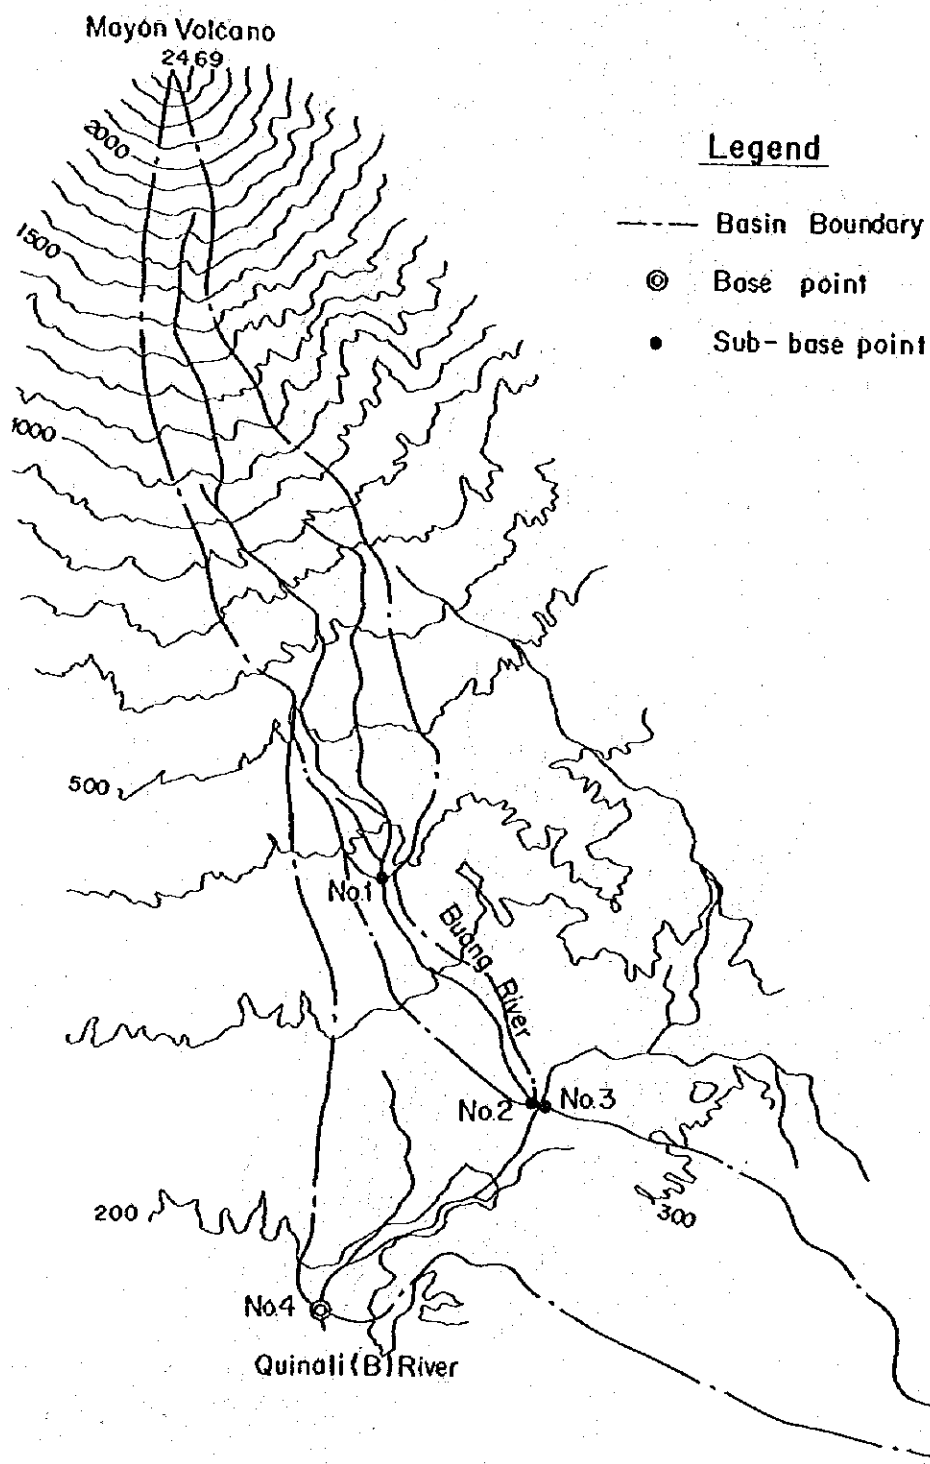 Mayon Volcano
2469
2000
1500
1000
500
200
300
Legend
Basin Boundary
Base point
Sub-base point
No.1
Buang River
No.2
No.3
No.4
Quinali(B) River